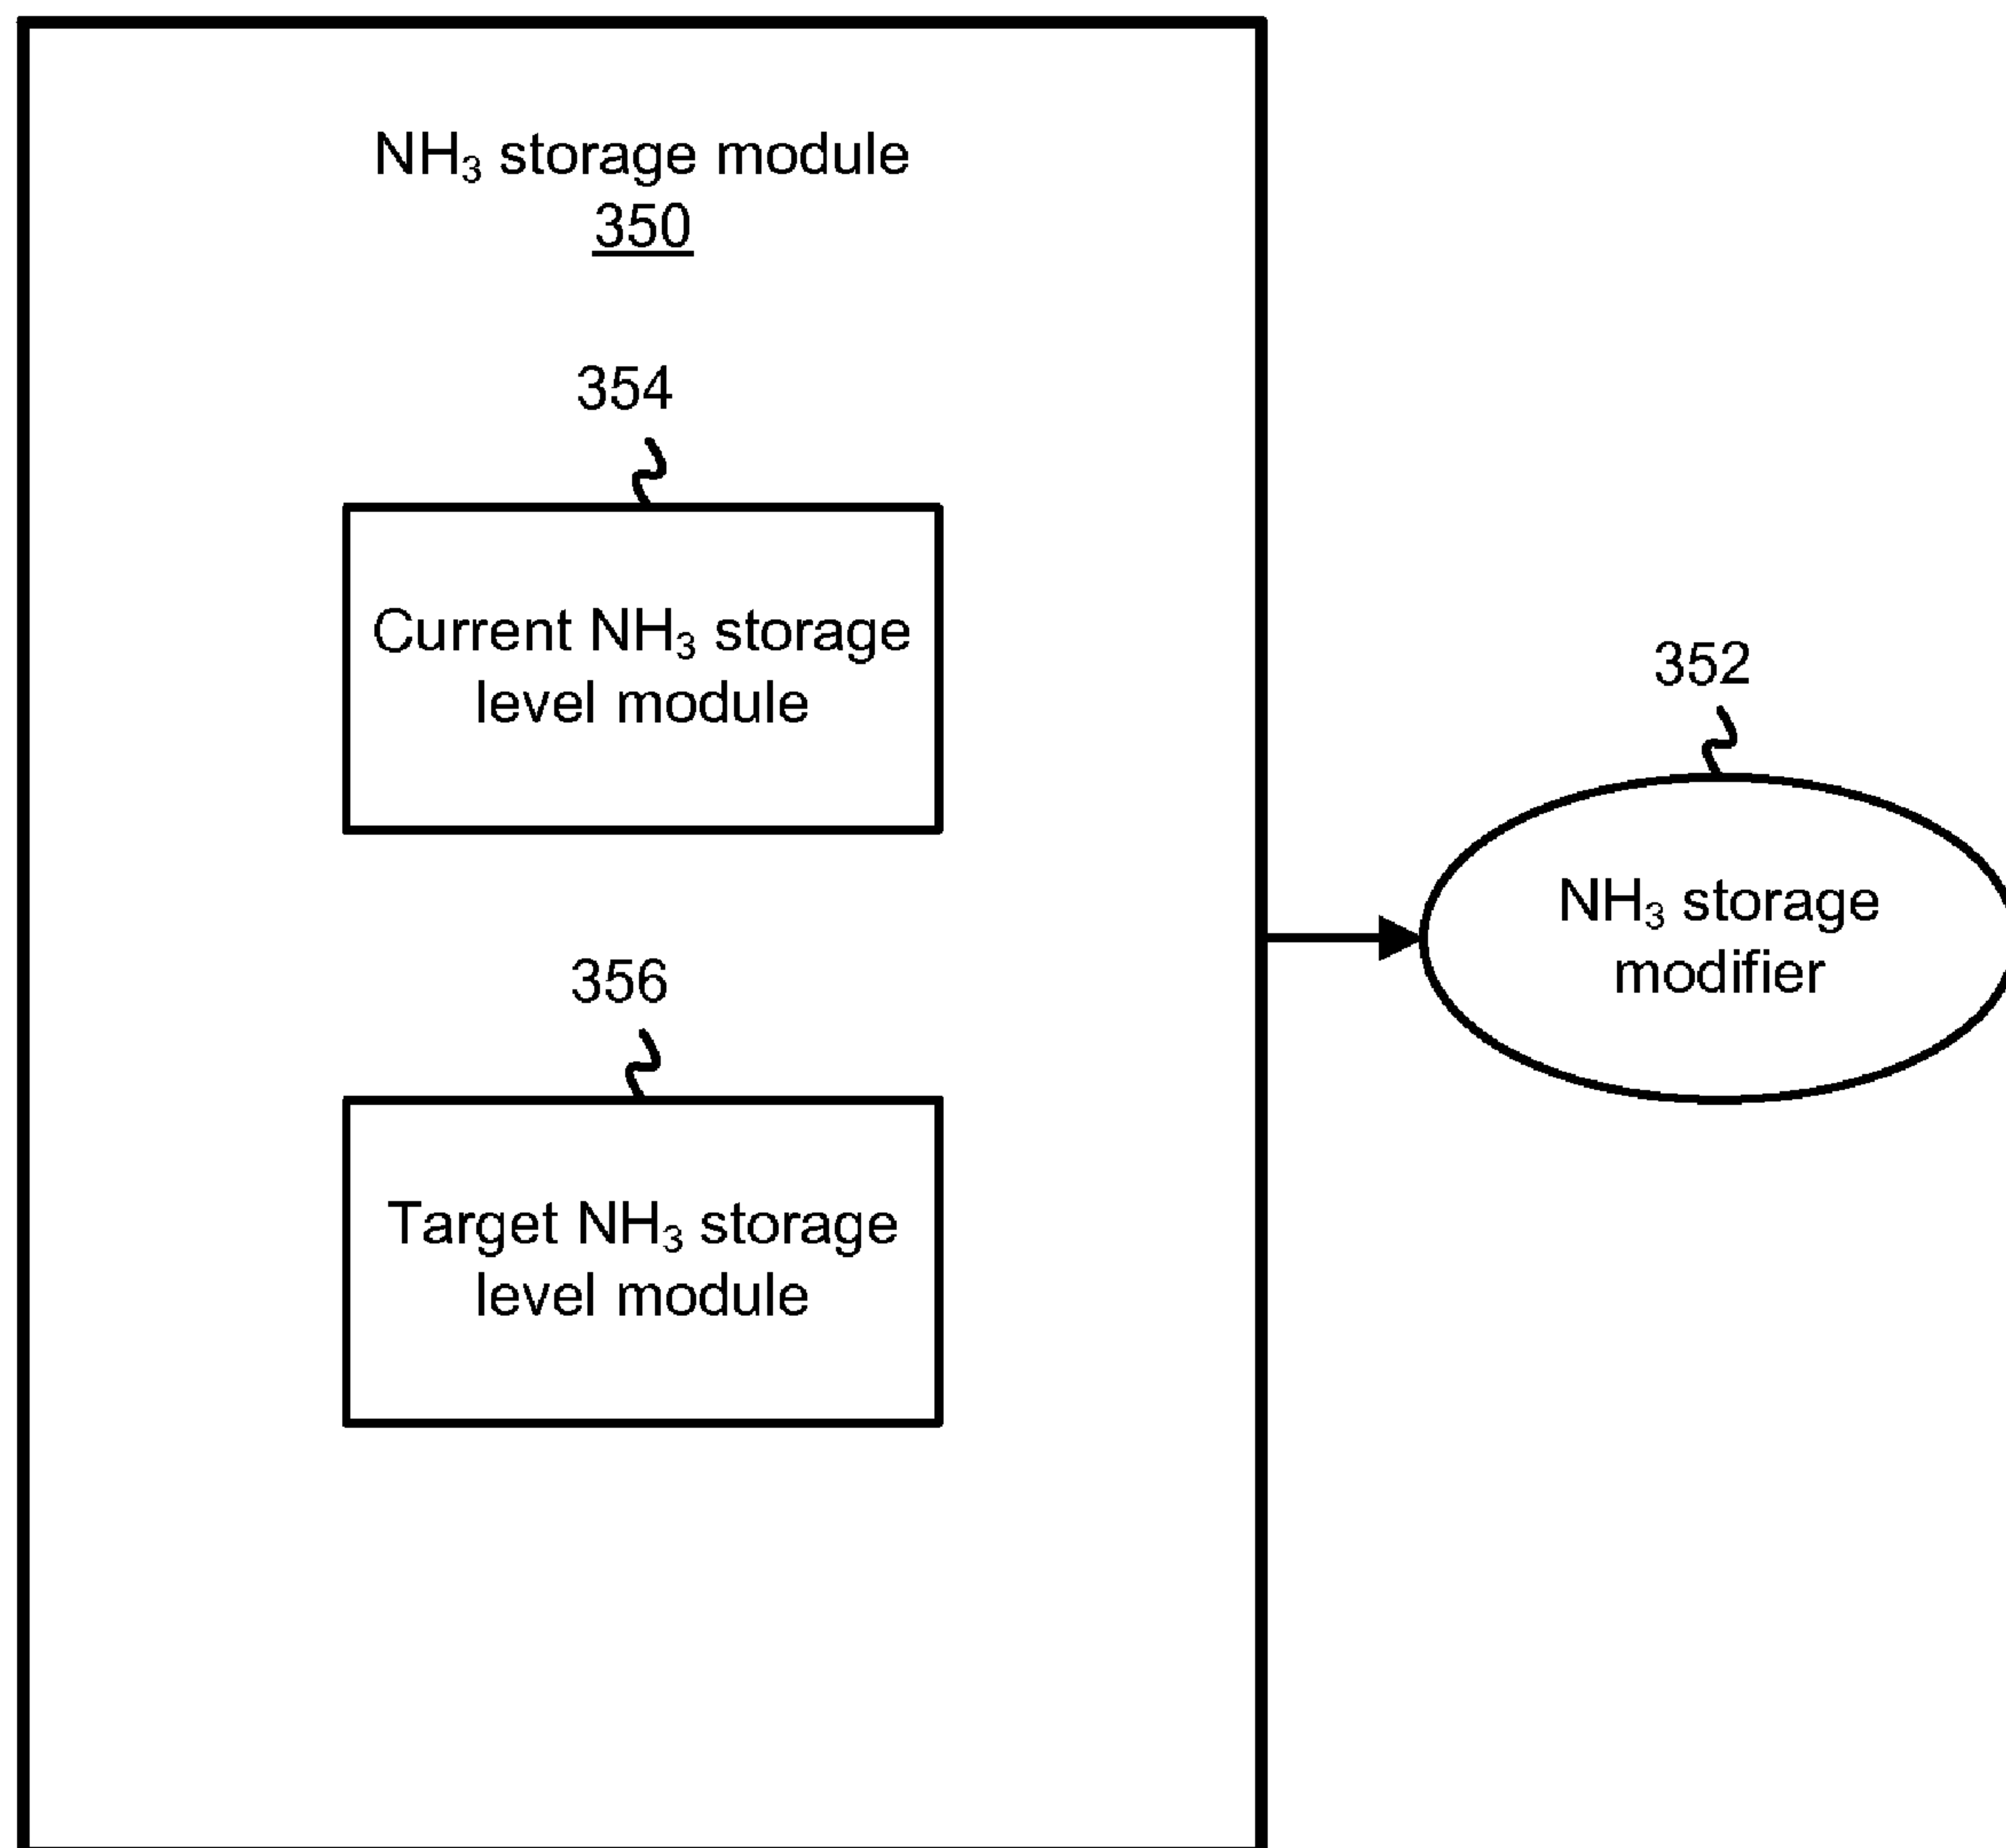 NH₃ storage module
350
354
Current NH₃ storage
level module
352
NH₃ storage
modifier
356
Target NH₃ storage
level module